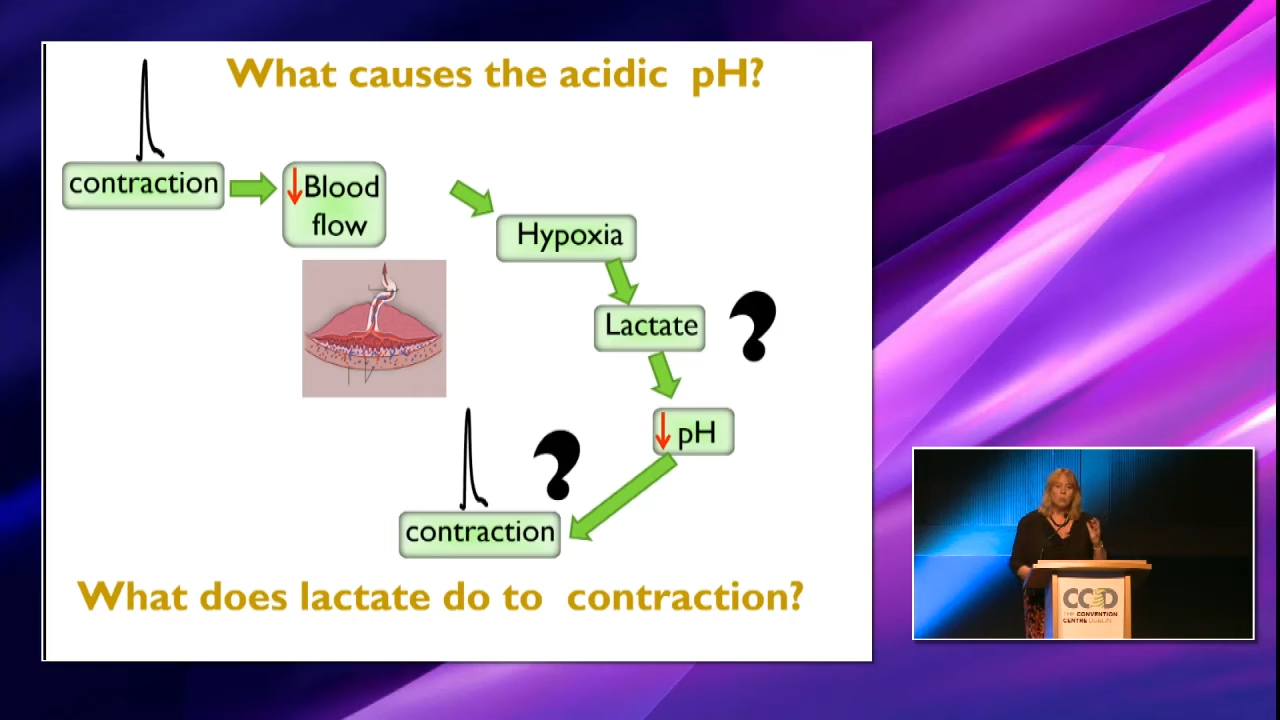 What causes the acidic pH?
contraction
↓Blood
flow
Hypoxia
Lactate
?
↓ pH
?
contraction
What does lactate do to contraction?
CCD
THE CONVENTION
CENTRE DUBLIN